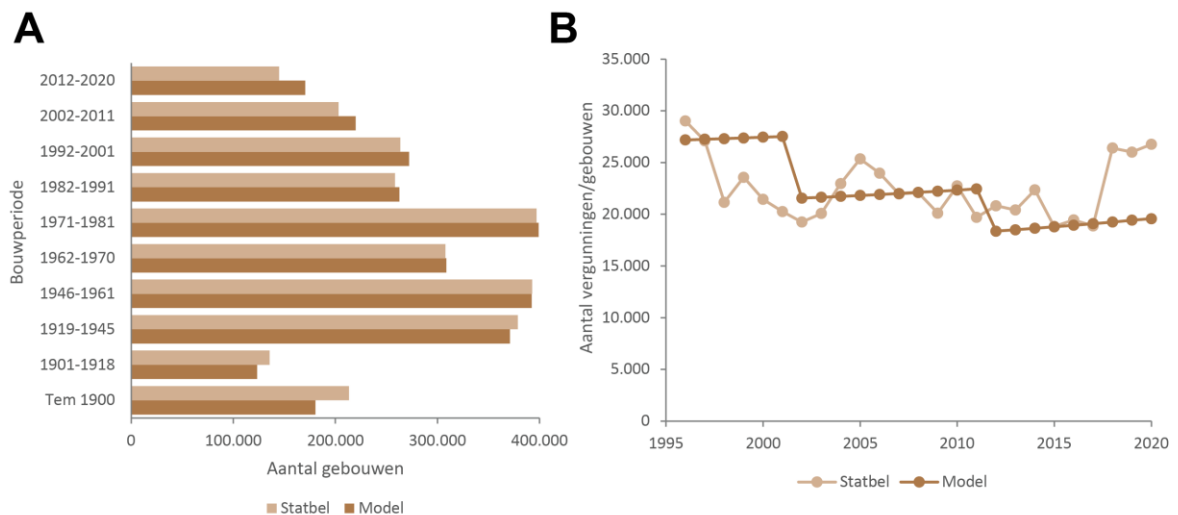 A
Bouwperiode
2012-2020
2002-2011
1992-2001
1982-1991
1971-1981
1962-1970
1946-1961
1919-1945
1901-1918
Tem 1900
0 100.000 200.000 300.000 400.000
Aantal gebouwen
Statbel Model
B
Aantal vergunningen/gebouwen
35.000
30.000
25.000
20.000
15.000
10.000
5.000
0
1995 2000 2005 2010 2015 2020
Statbel Model